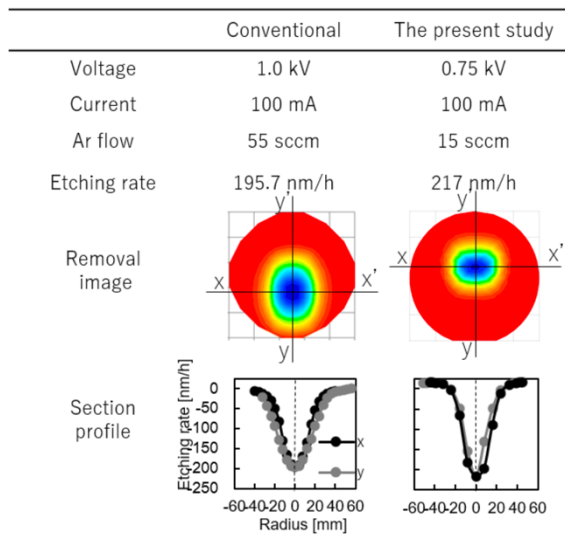 Conventional The present study
Voltage 1.0 kV 0.75 kV
Current 100 mA 100 mA
Ar flow 55 sccm 15 sccm
Etching rate 195.7 nm/h 217 nm/h
y' y'
Removal image
x x' x x'
y y
Section profile
Etching rate [nm/h]
0
-50
-100
-150
-200
-250
x
y
-60-40-20 0 20 40 60 -60-40-20 0 20 40 60
Radius [mm]